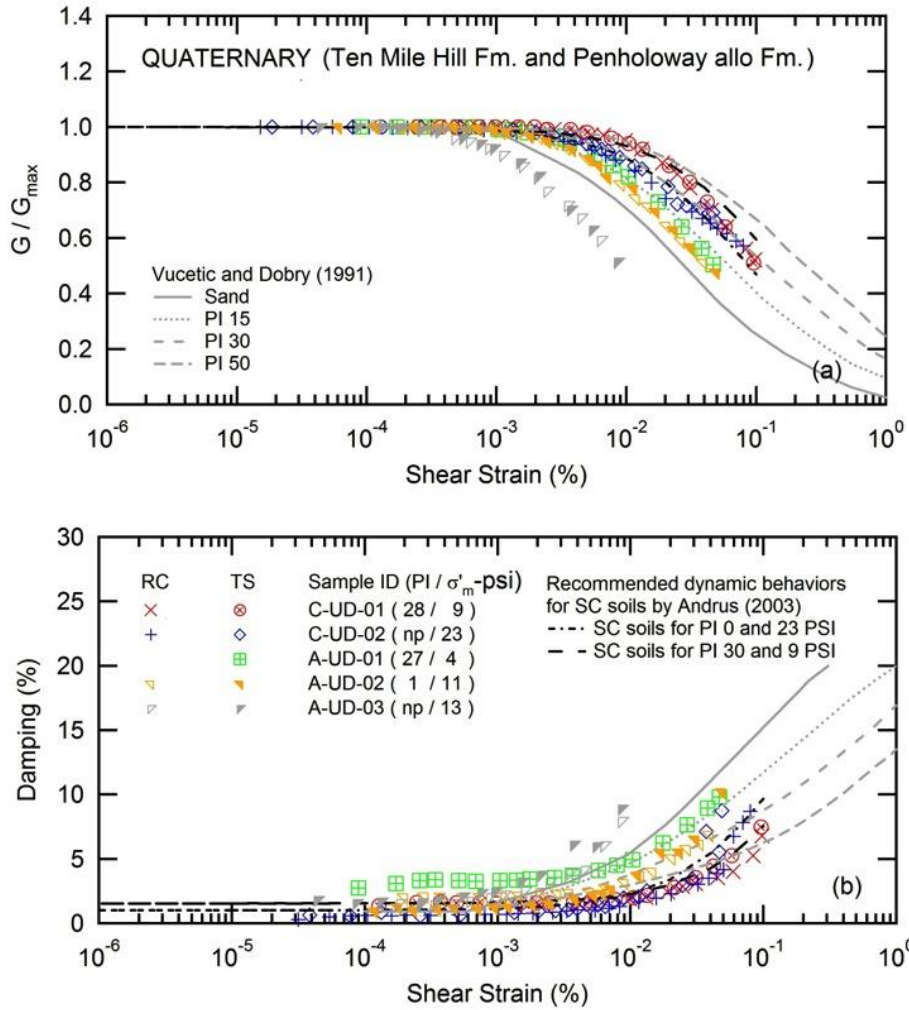 QUATERNARY (Ten Mile Hill Fm. and Penholoway allo Fm.)
1.4
1.2
1.0
0.8
0.6
0.4
0.2
0.0
G / Gmax
Vucetic and Dobry (1991)
Sand
PI 15
PI 30
PI 50
(a)
10-6
10-5
10-4
10-3
10-2
10-1
100
Shear Strain (%)
30
25
20
15
10
5
0
Damping (%)
RC TS Sample ID (PI / σ'm-psi)
C-UD-01 ( 28 / 9 )
C-UD-02 ( np / 23 )
A-UD-01 ( 27 / 4 )
A-UD-02 ( 1 / 11 )
A-UD-03 ( np / 13 )
Recommended dynamic behaviors
for SC soils by Andrus (2003)
SC soils for PI 0 and 23 PSI
SC soils for PI 30 and 9 PSI
(b)
10-6
10-5
10-4
10-3
10-2
10-1
100
Shear Strain (%)